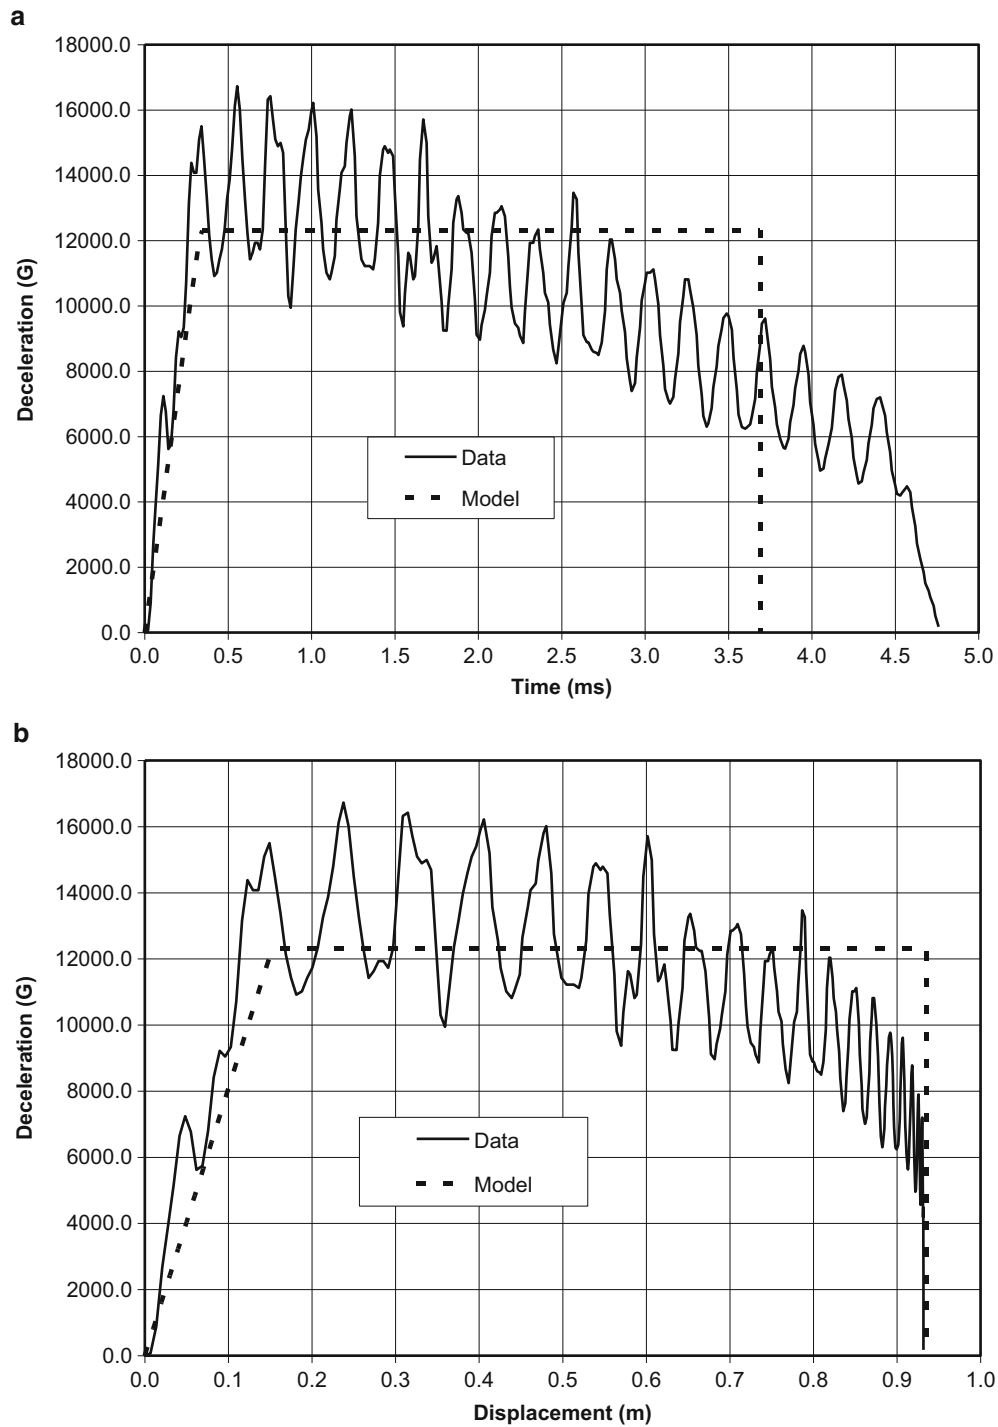 a
18000.0
16000.0
14000.0
12000.0
10000.0
8000.0
6000.0
4000.0
2000.0
0.0
Deceleration (G)
Data
Model
0.0 0.5 1.0 1.5 2.0 2.5 3.0 3.5 4.0 4.5 5.0
Time (ms)
b
18000.0
16000.0
14000.0
12000.0
10000.0
8000.0
6000.0
4000.0
2000.0
0.0
Deceleration (G)
Data
Model
0.0 0.1 0.2 0.3 0.4 0.5 0.6 0.7 0.8 0.9 1.0
Displacement (m)